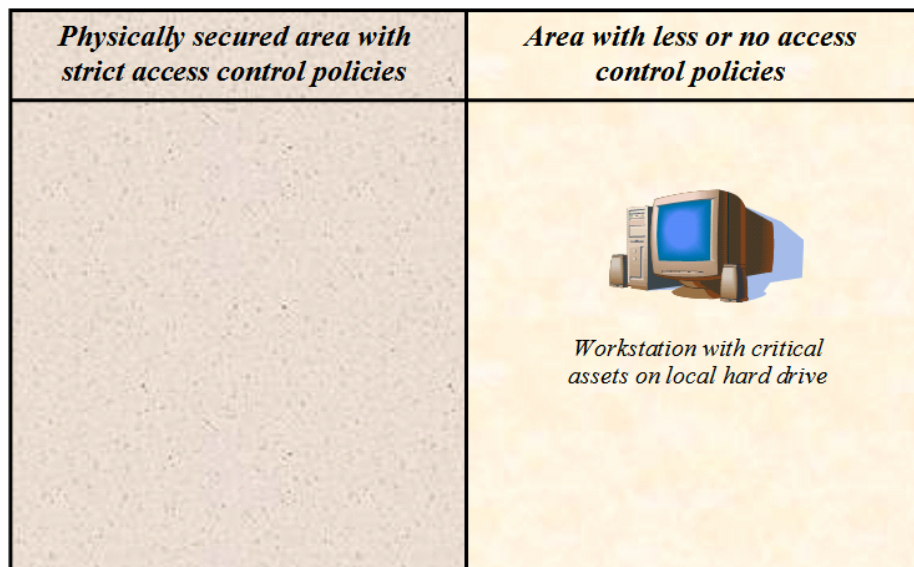 Physically secured area with
strict access control policies
Area with less or no access
control policies
Workstation with critical
assets on local hard drive